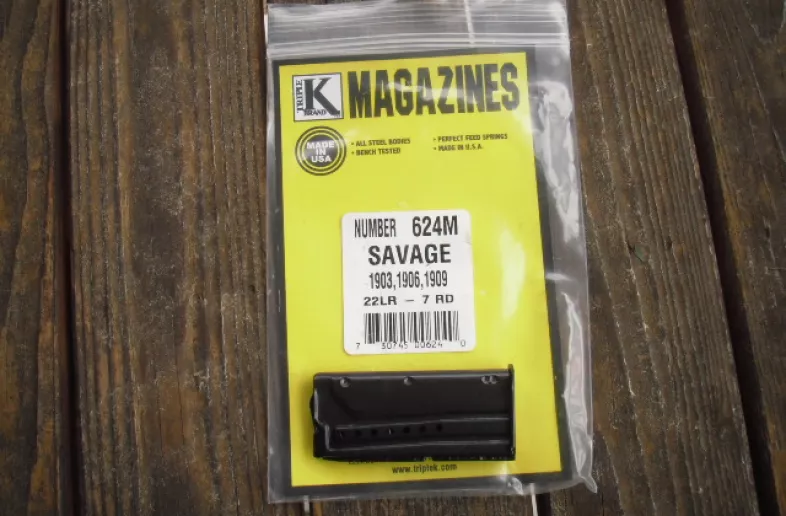 TRIPLE
K
BRAND
MAGAZINES
MADE
IN
USA
• ALL STEEL BODIES
• BENCH TESTED
• PERFECT FEED SPRINGS
• MADE IN U.S.A.
NUMBER 624M
SAVAGE
1903,1906,1909
22LR – 7 RD
7 30745 00624 0
www.triplek.com